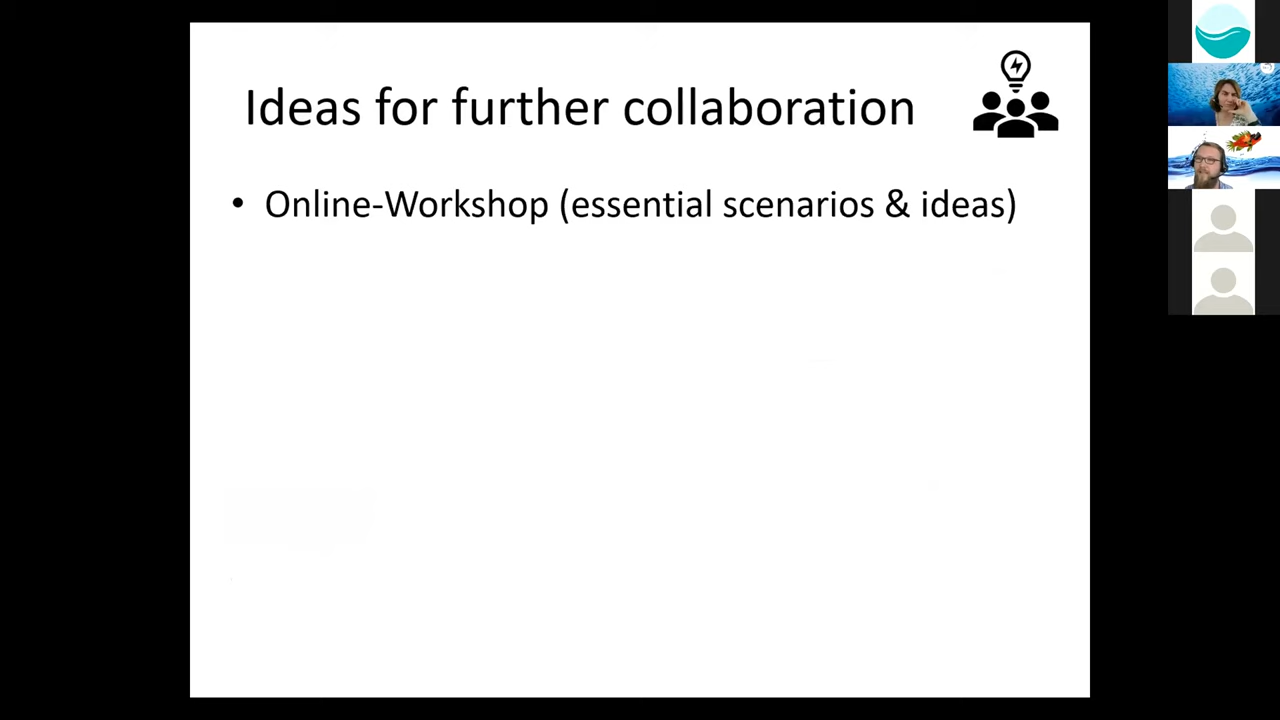 Ideas for further collaboration
• Online-Workshop (essential scenarios & ideas)